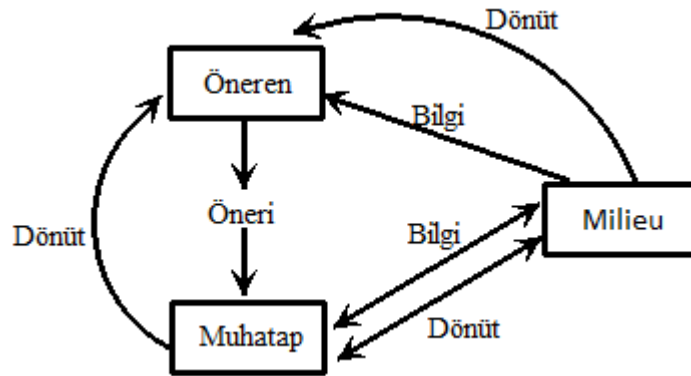 Dönüt
Öneren
Bilgi
Öneri
Milieu
Dönüt
Bilgi
Dönüt
Muhatap